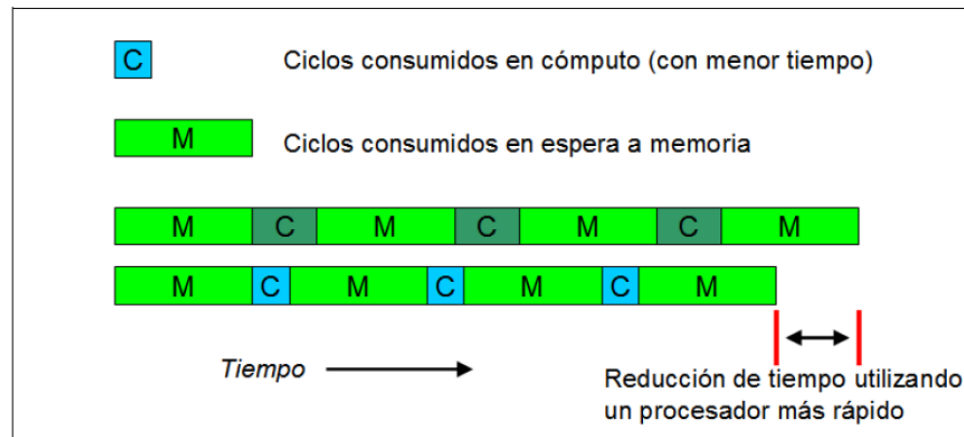 C Ciclos consumidos en cómputo (con menor tiempo)
M Ciclos consumidos en espera a memoria
M C M C M C M
M C M C M C M
Tiempo
Reducción de tiempo utilizando
un procesador más rápido